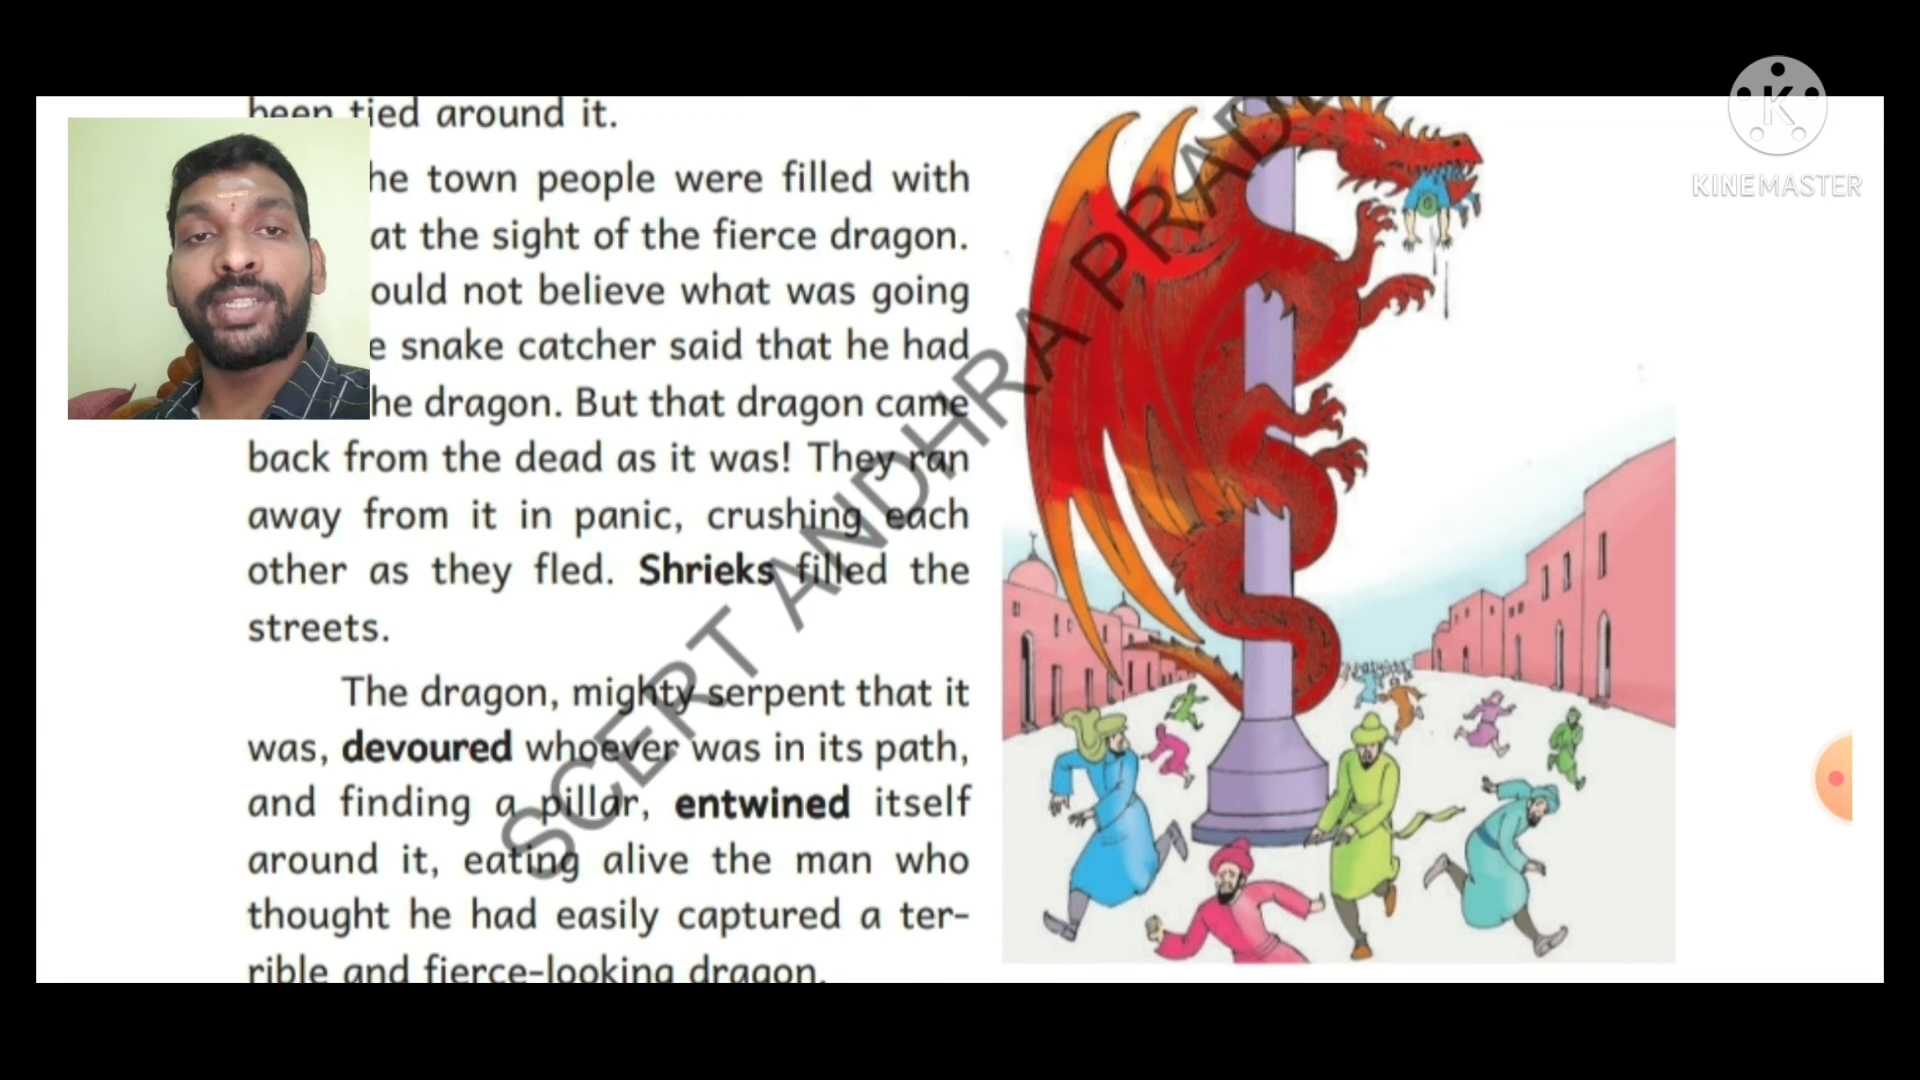 been tied around it.
he town people were filled with
at the sight of the fierce dragon.
ould not believe what was going
e snake catcher said that he had
he dragon. But that dragon came
back from the dead as it was! They ran
away from it in panic, crushing each
other as they fled. Shrieks filled the
streets.
The dragon, mighty serpent that it
was, devoured whoever was in its path,
and finding a pillar, entwined itself
around it, eating alive the man who
thought he had easily captured a ter-
rible and fierce-looking dragon.
SCERT ANDHRA PRADE
K
KINEMASTER